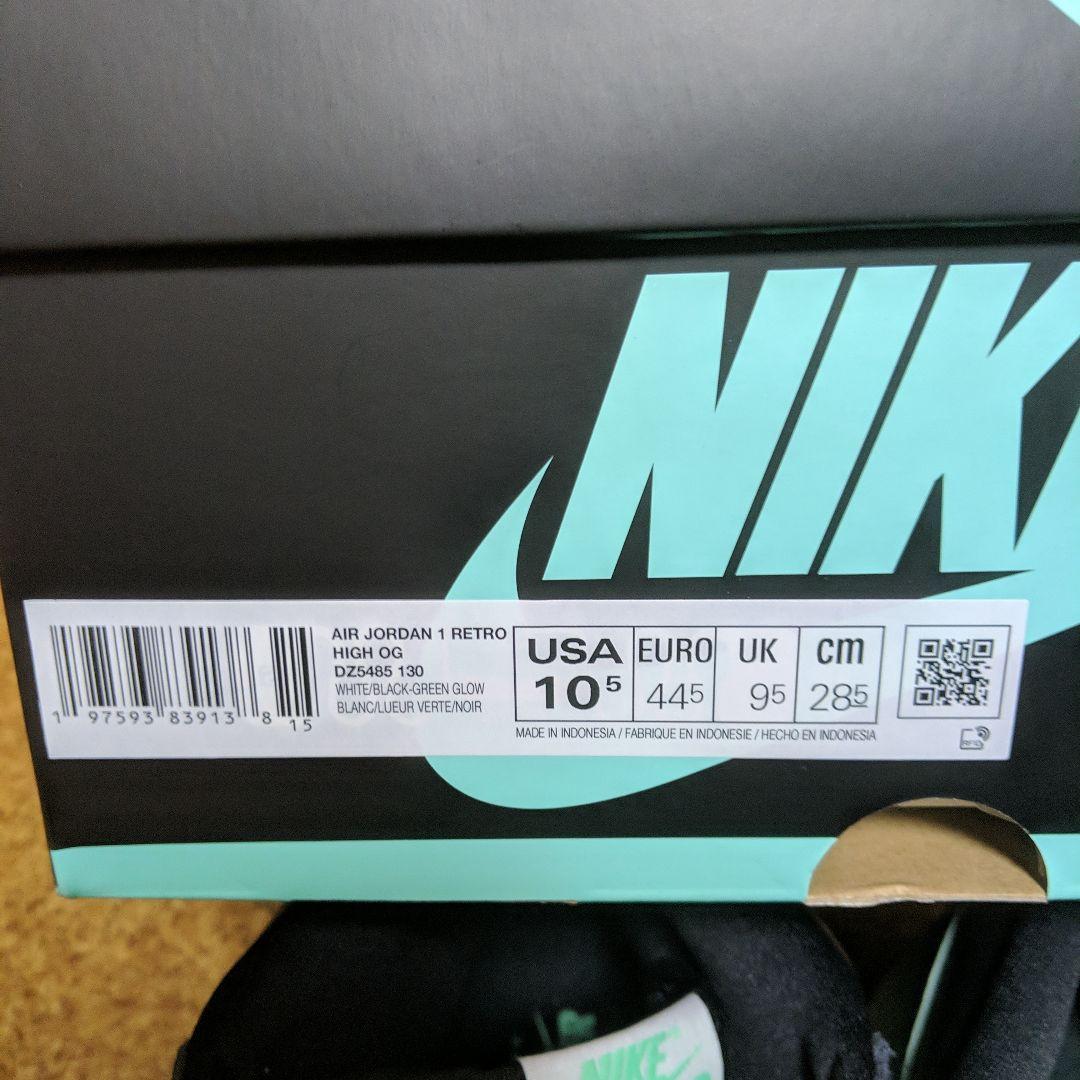 NIK
AIR JORDAN 1 RETRO
HIGH OG
DZ5485 130
WHITE/BLACK-GREEN GLOW
BLANC/LUEUR VERTE/NOIR
1 97593 83913 8 15
USA EURO UK cm
10⁵ 44⁵ 9⁵ 28⁵
MADE IN INDONESIA / FABRIQUE EN INDONESIE / HECHO EN INDONESIA
RFID
NIKE